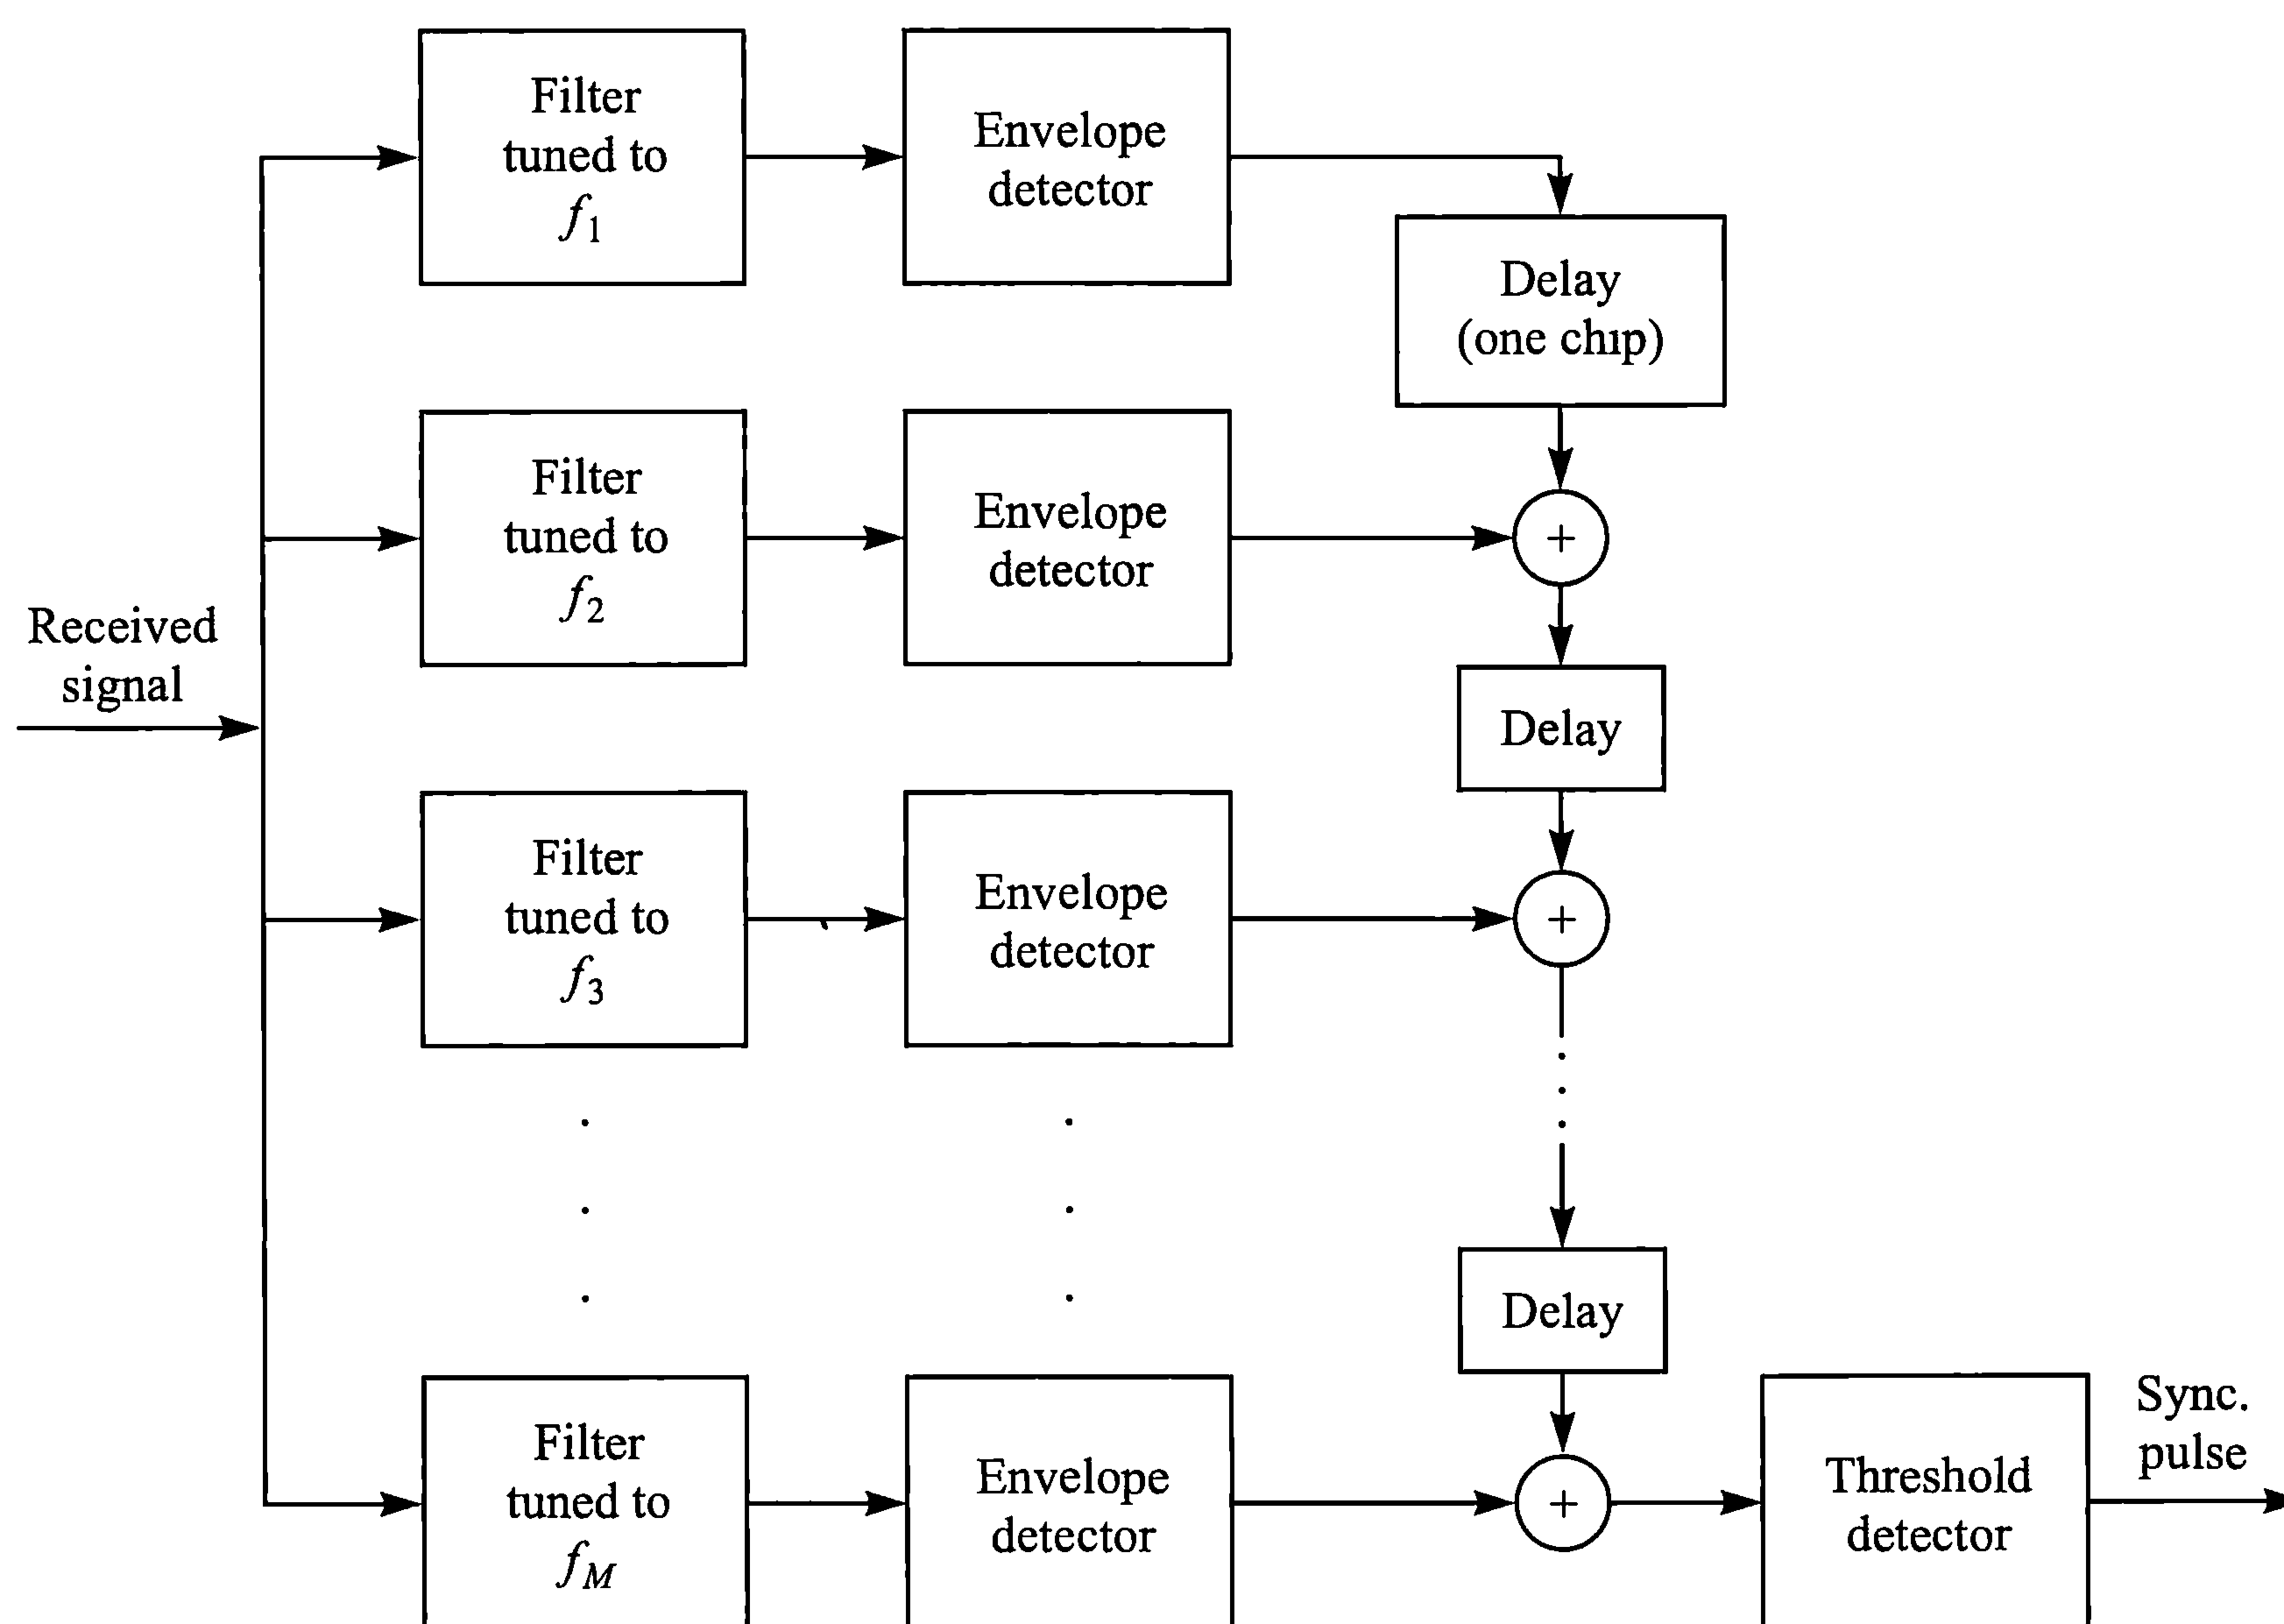 Filter
tuned to
f1
Envelope
detector
Delay
(one chip)
Filter
tuned to
f2
Envelope
detector
+
Received
signal
Delay
Filter
tuned to
f3
Envelope
detector
+
Delay
Filter
tuned to
fM
Envelope
detector
+
Threshold
detector
Sync.
pulse